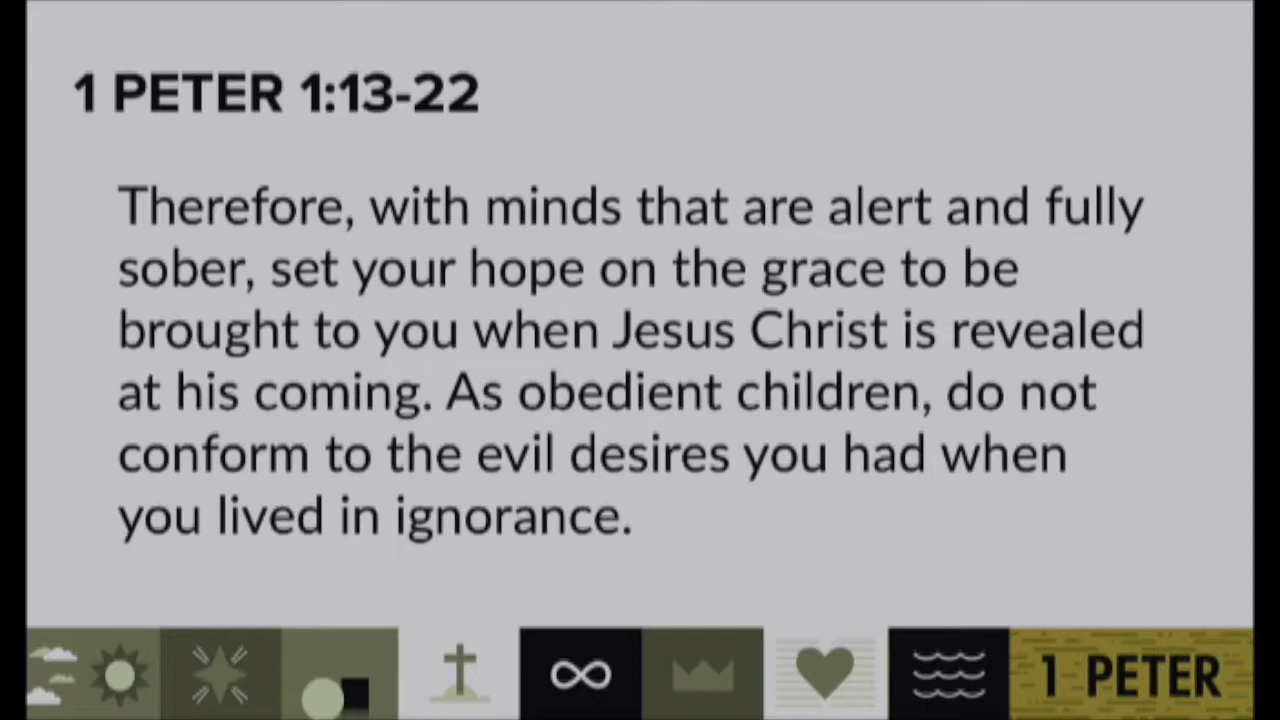 1 PETER 1:13-22
Therefore, with minds that are alert and fully
sober, set your hope on the grace to be
brought to you when Jesus Christ is revealed
at his coming. As obedient children, do not
conform to the evil desires you had when
you lived in ignorance.
1 PETER